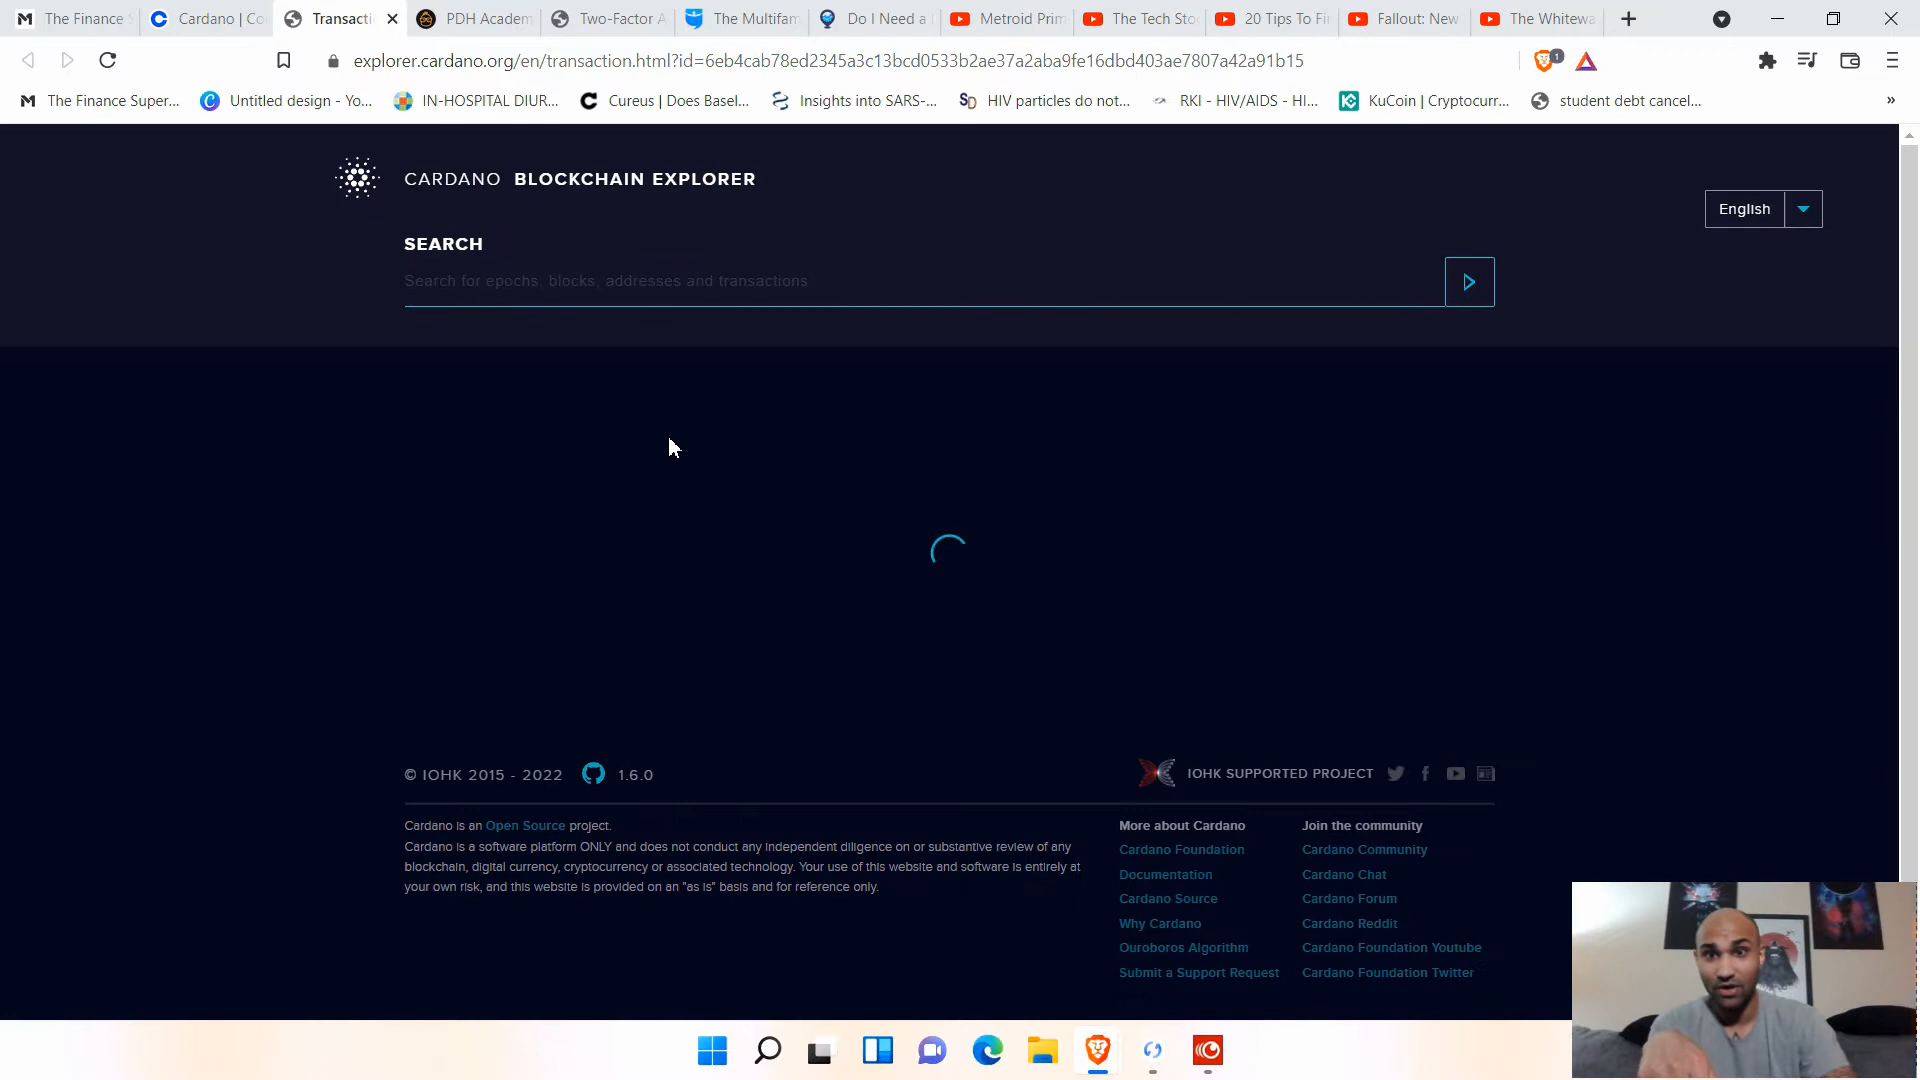 The Finance S
Cardano | Co
Transacti
PDH Academ
Two-Factor A
The Multifam
Do I Need a
Metroid Prim
The Tech Sto
20 Tips To Fi
Fallout: New
The Whitewa
explorer.cardano.org/en/transaction.html?id=6eb4cab78ed2345a3c13bcd0533b2ae37a2aba9fe16dbd403ae7807a42a91b15
1
The Finance Super...
Untitled design - Yo...
IN-HOSPITAL DIUR...
Cureus | Does Basel...
Insights into SARS-...
HIV particles do not...
RKI - HIV/AIDS - HI...
KuCoin | Cryptocurr...
student debt cancel...
»
CARDANO BLOCKCHAIN EXPLORER
English
SEARCH
Search for epochs, blocks, addresses and transactions
© IOHK 2015 - 2022
1.6.0
IOHK SUPPORTED PROJECT
Cardano is an Open Source project.
Cardano is a software platform ONLY and does not conduct any independent diligence on or substantive review of any
blockchain, digital currency, cryptocurrency or associated technology. Your use of this website and software is entirely at
your own risk, and this website is provided on an "as is" basis and for reference only.
More about Cardano
Cardano Foundation
Documentation
Cardano Source
Why Cardano
Ouroboros Algorithm
Submit a Support Request
Join the community
Cardano Community
Cardano Chat
Cardano Forum
Cardano Reddit
Cardano Foundation Youtube
Cardano Foundation Twitter